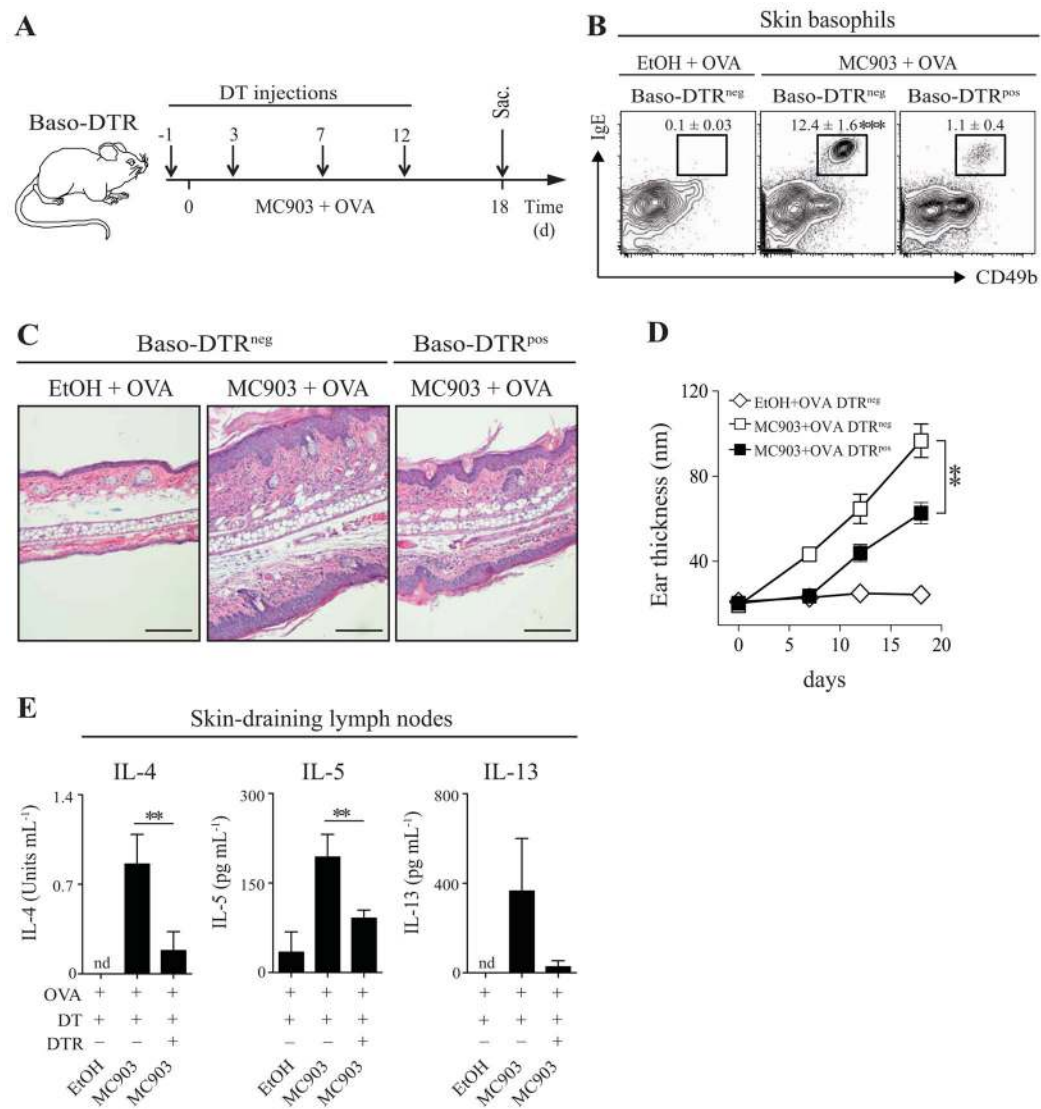 A
DT injections
Baso-DTR
-1 3 7 12 Sac.
0 MC903 + OVA 18 Time
(d)
B
Skin basophils
EtOH + OVA MC903 + OVA
Baso-DTRneg Baso-DTRneg Baso-DTRpos
IgE
0.1 ± 0.03 12.4 ± 1.6*** 1.1 ± 0.4
CD49b
C
Baso-DTRneg Baso-DTRpos
EtOH + OVA MC903 + OVA MC903 + OVA
D
120
80
40
Ear thickness (nm)
EtOH+OVA DTRneg
MC903+OVA DTRneg
MC903+OVA DTRpos
**
0 5 10 15 20
days
E
Skin-draining lymph nodes
IL-4 IL-5 IL-13
IL-4 (Units mL-1)
1.4
0.7
0
nd
**
IL-5 (pg mL-1)
300
150
0
**
IL-13 (pg mL-1)
800
400
0
nd
OVA + + + + + + + + +
DT + + + + + + + + +
DTR – – + – – + – – +
EtOH MC903 MC903 EtOH MC903 MC903 EtOH MC903 MC903